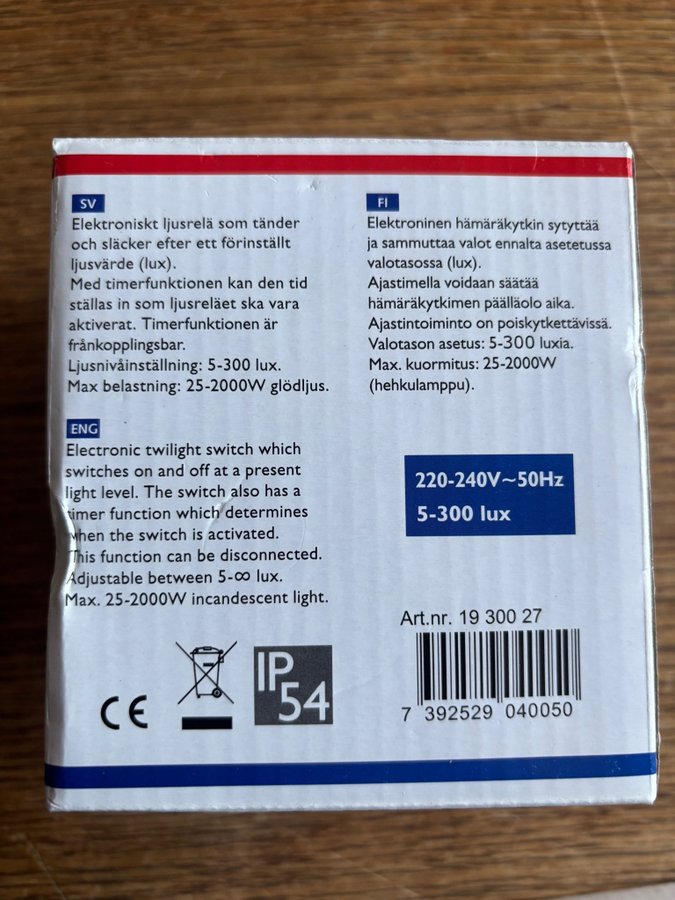 SV
Elektroniskt ljusrelä som tänder
och släcker efter ett förinställt
ljusvärde (lux).
Med timerfunktionen kan den tid
ställas in som ljusreläet ska vara
aktiverat. Timerfunktionen är
frånkopplingsbar.
Ljusnivåinställning: 5-300 lux.
Max belastning: 25-2000W glödljus.
FI
Elektroninen hämäräkytkin sytyttää
ja sammuttaa valot ennalta asetetussa
valotasossa (lux).
Ajastimella voidaan säätää
hämäräkytkimen päälläolo aika.
Ajastintoiminto on poiskytkettävissä.
Valotason asetus: 5-300 luxia.
Max. kuormitus: 25-2000W
(hehkulamppu).
ENG
Electronic twilight switch which
switches on and off at a present
light level. The switch also has a
timer function which determines
when the switch is activated.
This function can be disconnected.
Adjustable between 5-∞ lux.
Max. 25-2000W incandescent light.
220-240V~50Hz
5-300 lux
Art.nr. 19 300 27
7 392529 040050
CE
IP
54